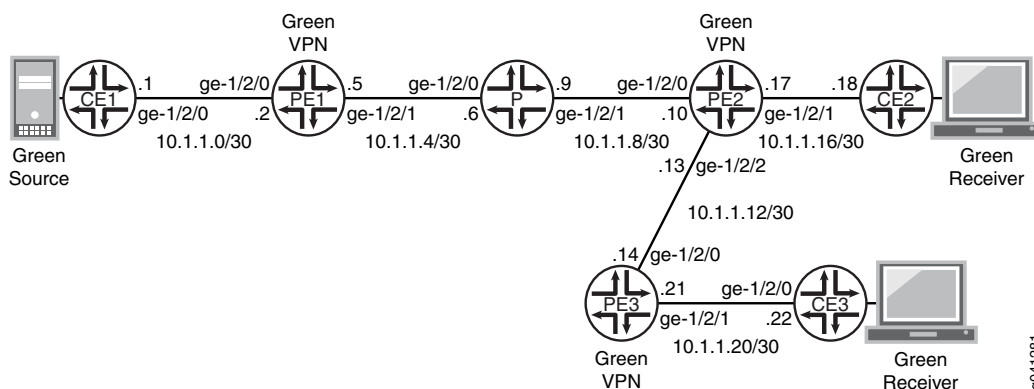 Green
VPN
Green
VPN
.1
ge-1/2/0
.5
ge-1/2/0
.9
ge-1/2/0
.17
.18
CE1
PE1
P
PE2
CE2
ge-1/2/0
.2
ge-1/2/1
.6
ge-1/2/1
.10
ge-1/2/1
10.1.1.0/30
10.1.1.4/30
10.1.1.8/30
10.1.1.16/30
Green
Source
Green
Receiver
.13
ge-1/2/2
10.1.1.12/30
.14
ge-1/2/0
.21
ge-1/2/0
PE3
CE3
ge-1/2/1
.22
10.1.1.20/30
Green
VPN
Green
Receiver